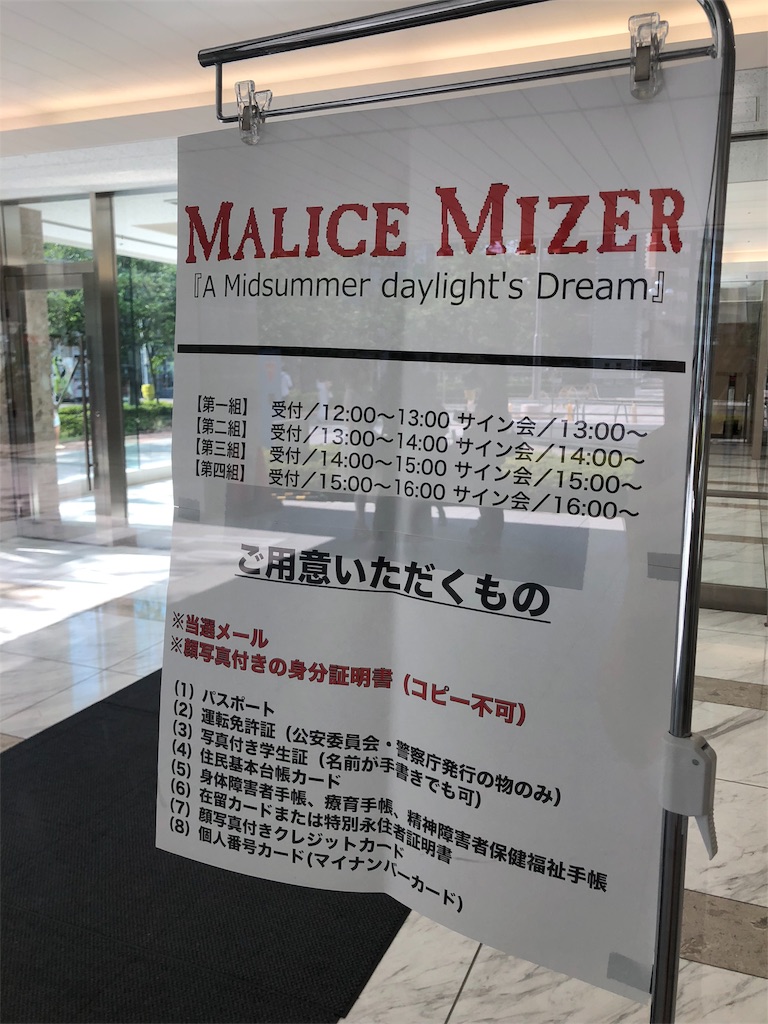 MALICE MIZER
『A Midsummer daylight's Dream』
【第一組】 受付／12:00〜13:00 サイン会／13:00〜
【第二組】 受付／13:00〜14:00 サイン会／14:00〜
【第三組】 受付／14:00〜15:00 サイン会／15:00〜
【第四組】 受付／15:00〜16:00 サイン会／16:00〜
ご用意いただくもの
※当選メール
※顔写真付きの身分証明書（コピー不可）
(1) パスポート
(2) 運転免許証（公安委員会・警察庁発行の物のみ）
(3) 写真付き学生証（名前が手書きでも可）
(4) 住民基本台帳カード
(5) 身体障害者手帳、療育手帳、精神障害者保健福祉手帳
(6) 在留カードまたは特別永住者証明書
(7) 顔写真付きクレジットカード
(8) 個人番号カード(マイナンバーカード)